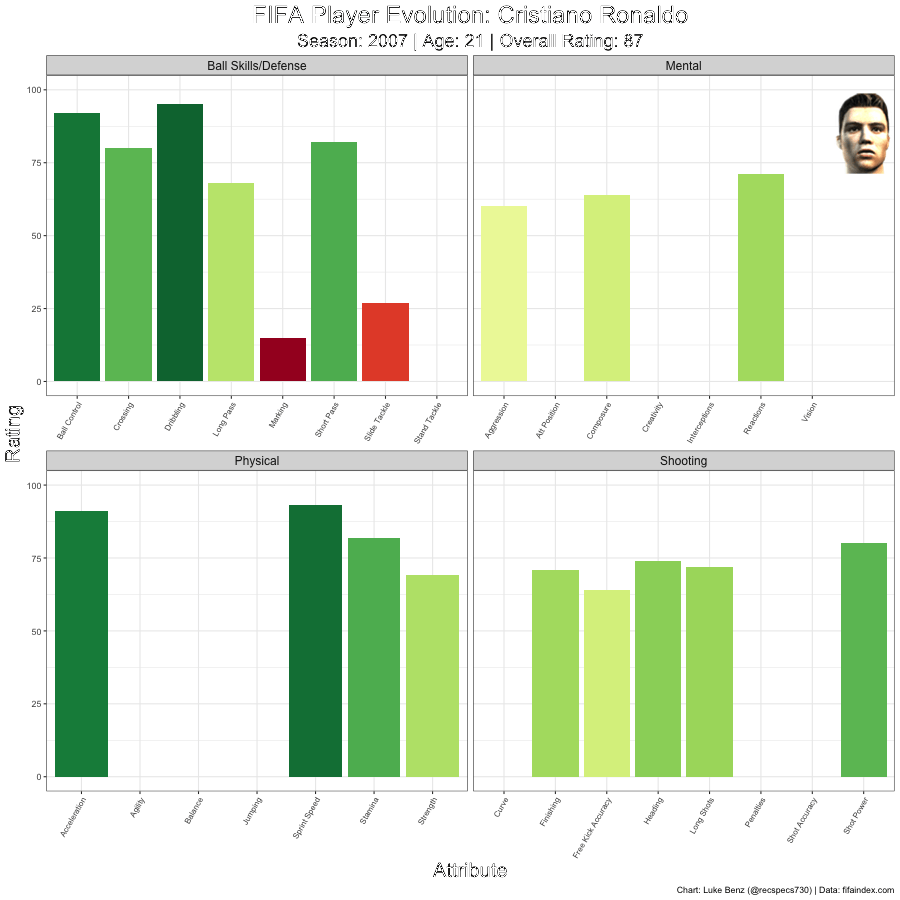 FIFA Player Evolution: Cristiano Ronaldo
Season: 2007 | Age: 21 | Overall Rating: 87
Ball Skills/Defense
Mental
100
75
50
25
0
Ball Control
Crossing
Dribbling
Long Pass
Marking
Short Pass
Slide Tackle
Stand Tackle
Aggression
Att Position
Composure
Creativity
Interceptions
Reactions
Vision
Rating
Physical
Shooting
100
75
50
25
0
Acceleration
Agility
Balance
Jumping
Sprint Speed
Stamina
Strength
Curve
Finishing
Free Kick Accuracy
Heading
Long Shots
Penalties
Shot Accuracy
Shot Power
Attribute
Chart: Luke Benz (@recspecs730) | Data: fifaindex.com